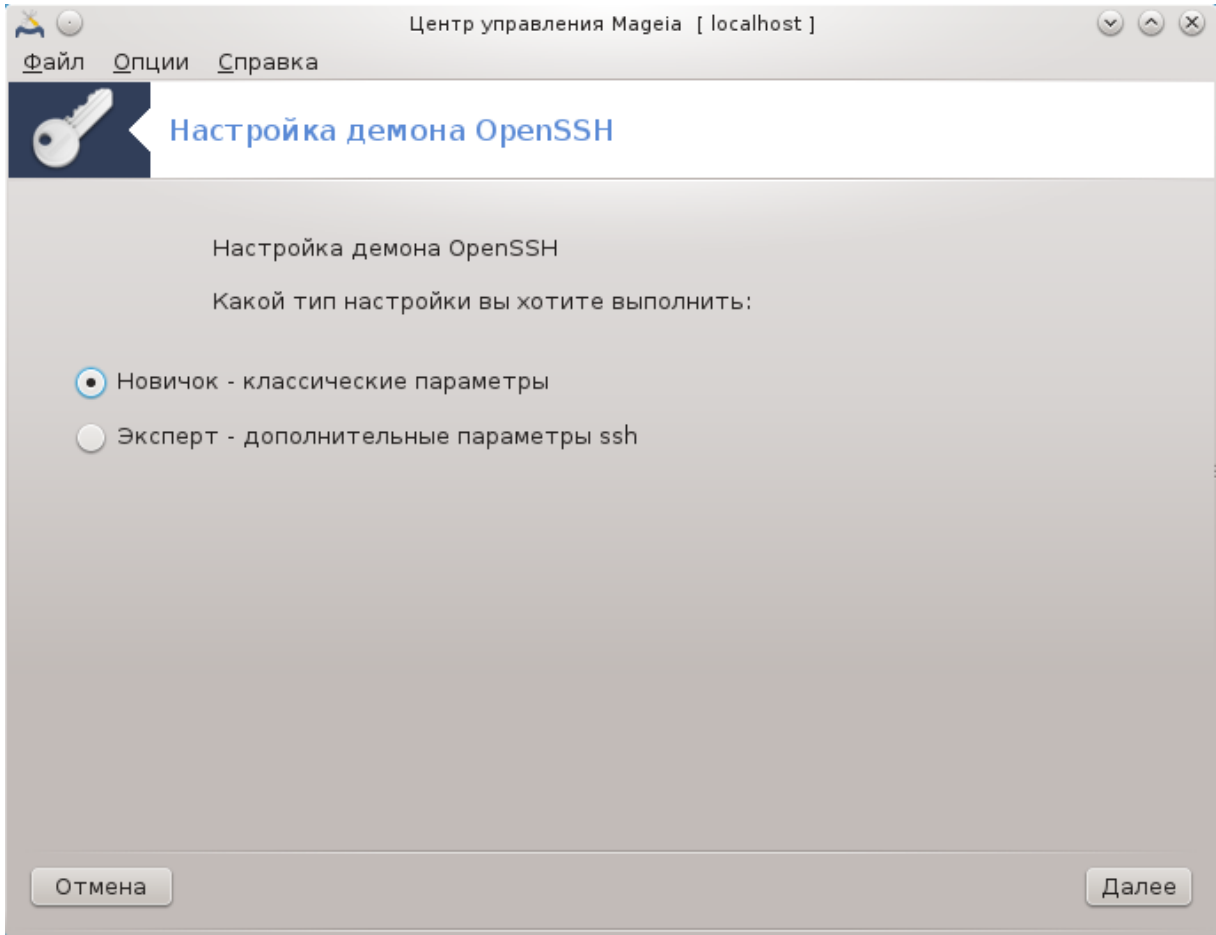 Центр управления Mageia [ localhost ]
Файл Опции Справка
Настройка демона OpenSSH
Настройка демона OpenSSH
Какой тип настройки вы хотите выполнить:
Новичок - классические параметры
Эксперт - дополнительные параметры ssh
Отмена Далее